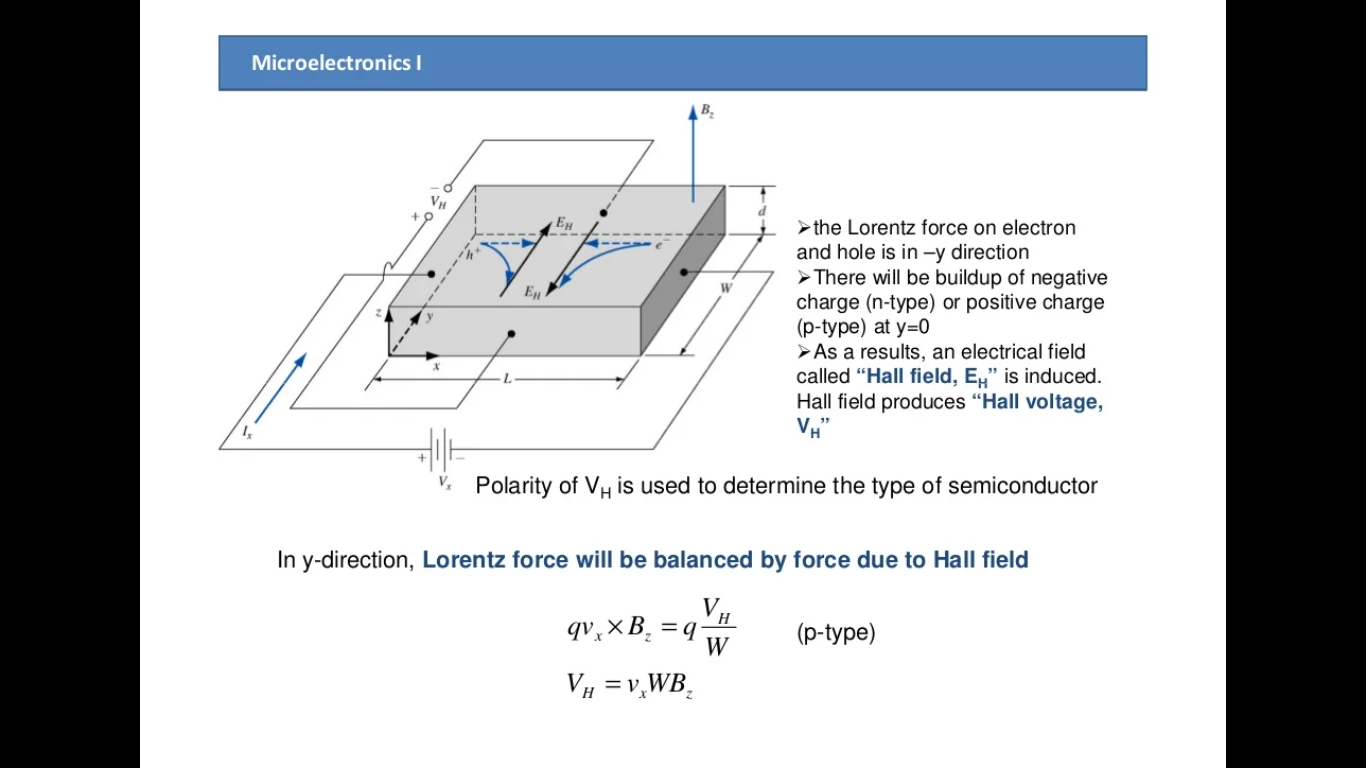 Microelectronics I
B_z
− V_H +
d
E_H
h⁺
e⁻
E_H
W
z
y
x
L
I_x
+ −
V_x
➢the Lorentz force on electron
and hole is in –y direction
➢There will be buildup of negative
charge (n-type) or positive charge
(p-type) at y=0
➢As a results, an electrical field
called “Hall field, E_H” is induced.
Hall field produces “Hall voltage,
V_H”
Polarity of V_H is used to determine the type of semiconductor
In y-direction, Lorentz force will be balanced by force due to Hall field
qv_x × B_z = q V_H / W (p-type)
V_H = v_x W B_z